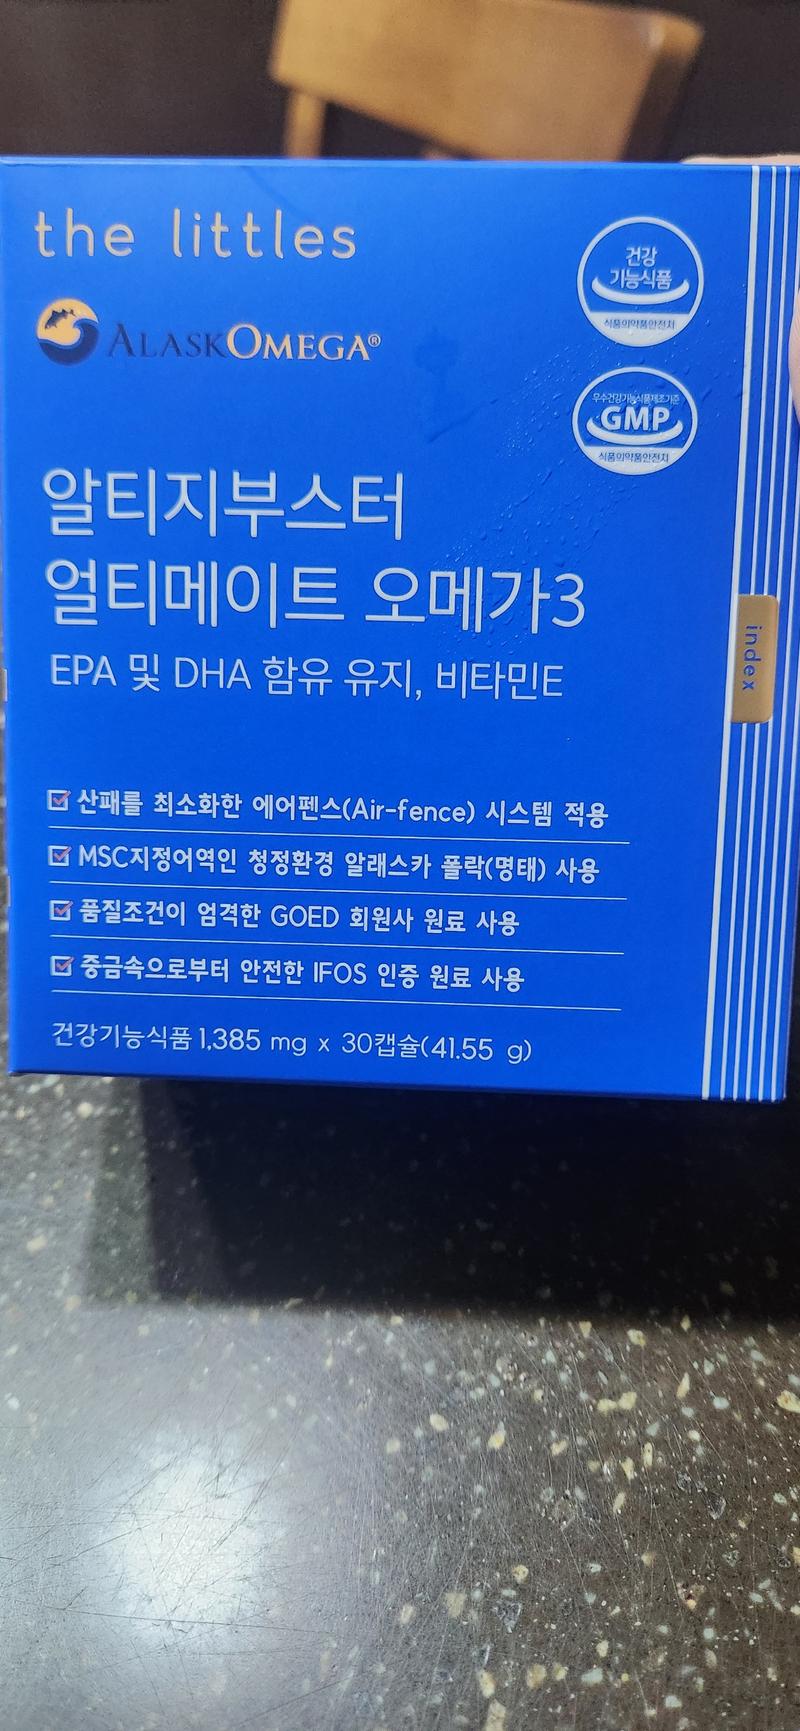 the littles
ALASKOMEGA®
건강
기능식품
식품의약품안전처
우수건강기능식품제조기준
GMP
식품의약품안전처
알티지부스터
얼티메이트 오메가3
EPA 및 DHA 함유 유지, 비타민E
index
산패를 최소화한 에어펜스(Air-fence) 시스템 적용
MSC지정어역인 청정환경 알래스카 폴락(명태) 사용
품질조건이 엄격한 GOED 회원사 원료 사용
중금속으로부터 안전한 IFOS 인증 원료 사용
건강기능식품 1,385 mg x 30캡슐(41.55 g)